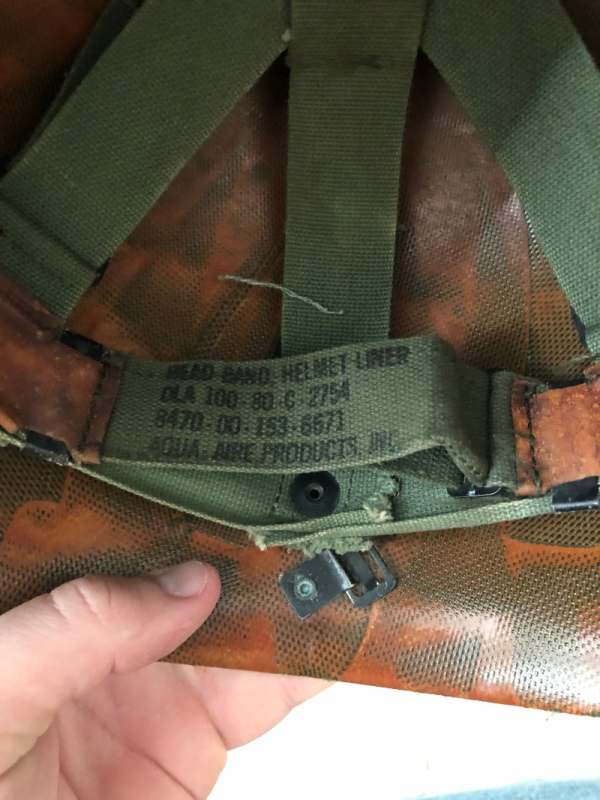 HEAD BAND, HELMET LINER
DLA 100-80-C-2754
8470-00-153-6671
AQUA. AIRE PRODUCTS, INC.